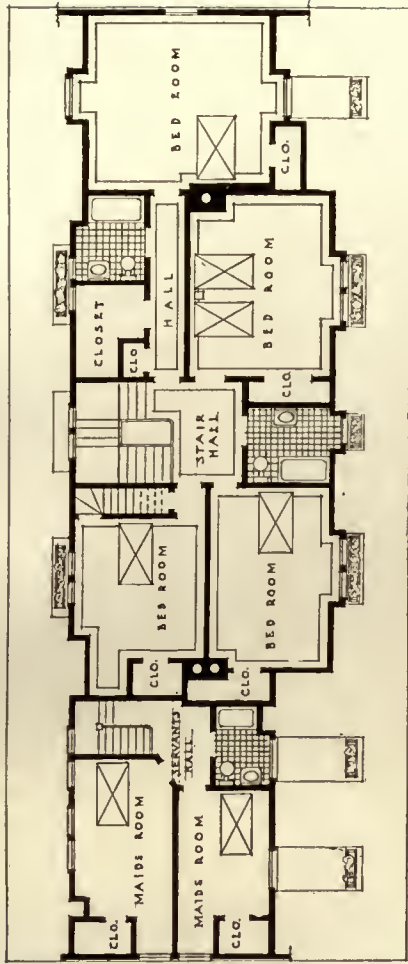 BED ROOM
CLO.
HALL
BED ROOM
CLOSET
CLO
CLO.
STAIR
HALL
BEB ROOM
BED ROOM
CLO.
CLO.
SERVANTS
HALL
MAIDS ROOM
MAIDS ROOM
CLO.
CLO.